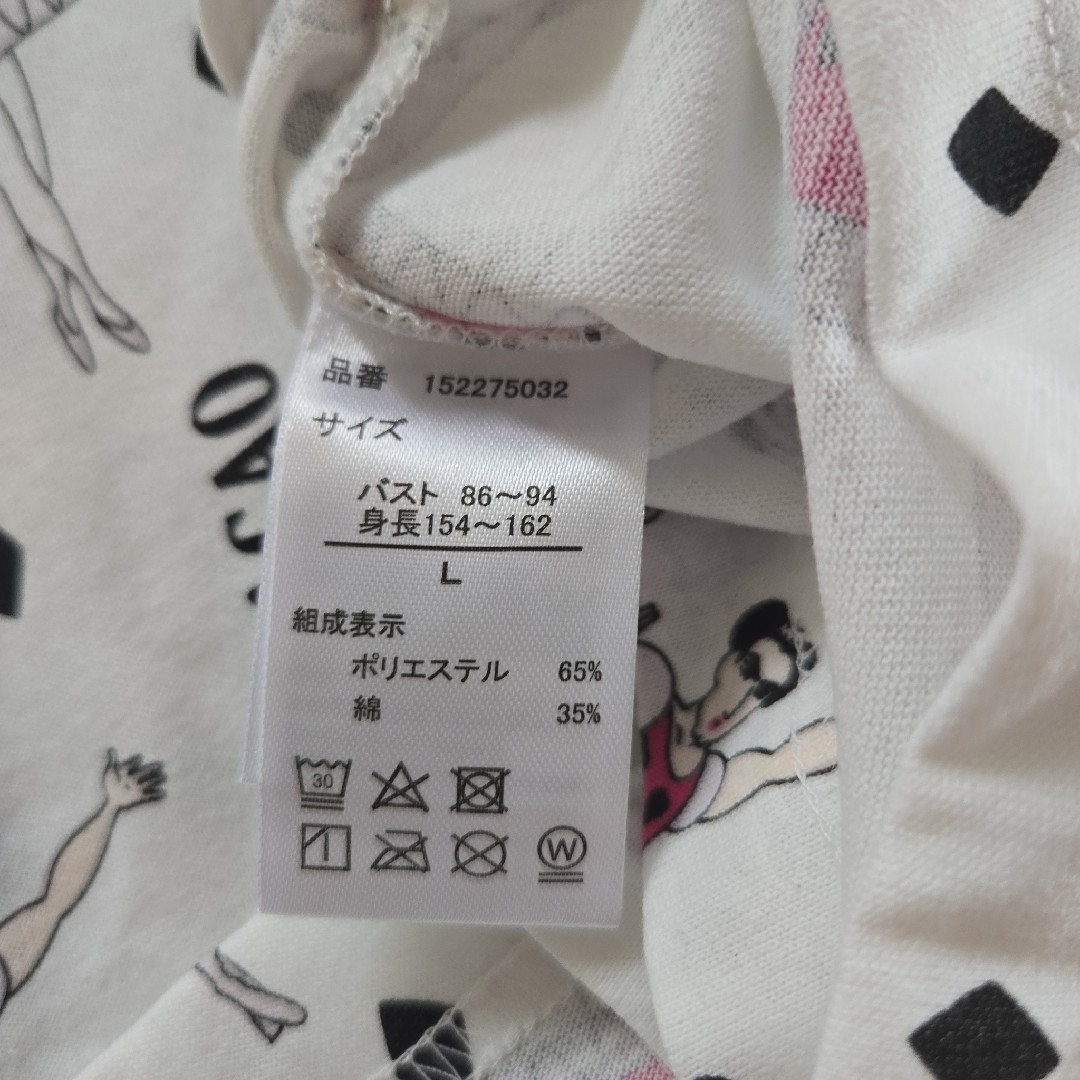 品番 152275032
サイズ
バスト 86～94
身長154～162
L
組成表示
ポリエステル 65%
綿 35%
30
W